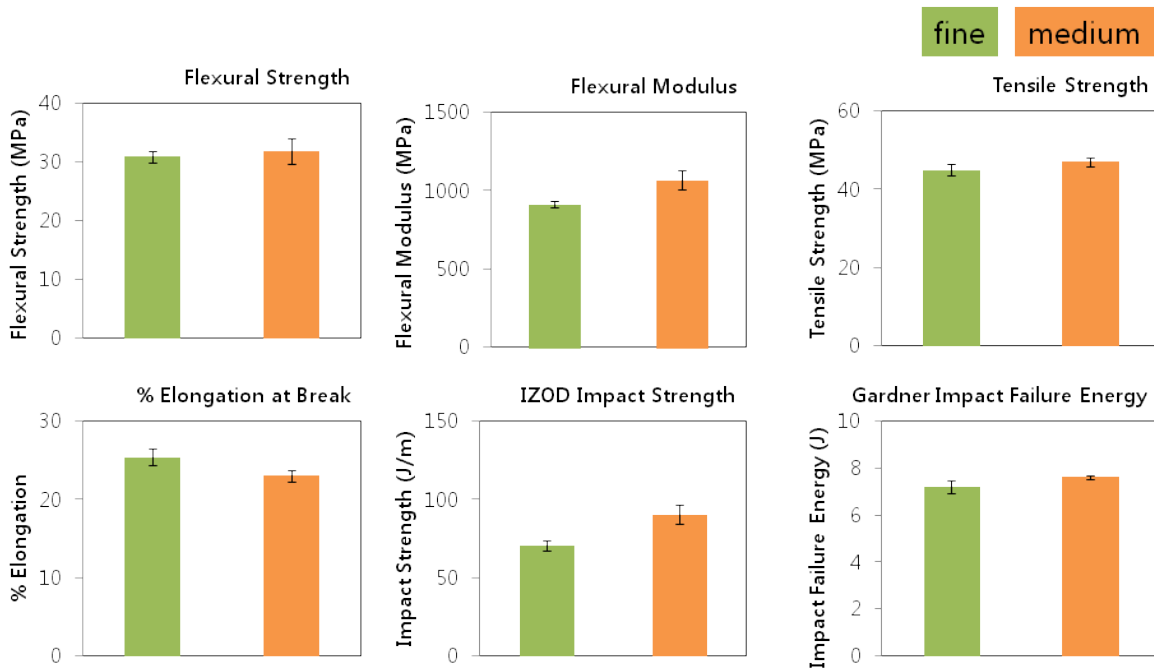 fine medium
Flexural Strength
Flexural Strength (MPa)
40
30
20
10
0
Flexural Modulus
Flexural Modulus (MPa)
1500
1000
500
0
Tensile Strength
Tensile Strength (MPa)
60
40
20
0
% Elongation at Break
% Elongation
30
20
10
0
IZOD Impact Strength
Impact Strength (J/m)
150
100
50
0
Gardner Impact Failure Energy
Impact Failure Energy (J)
10
8
6
4
2
0